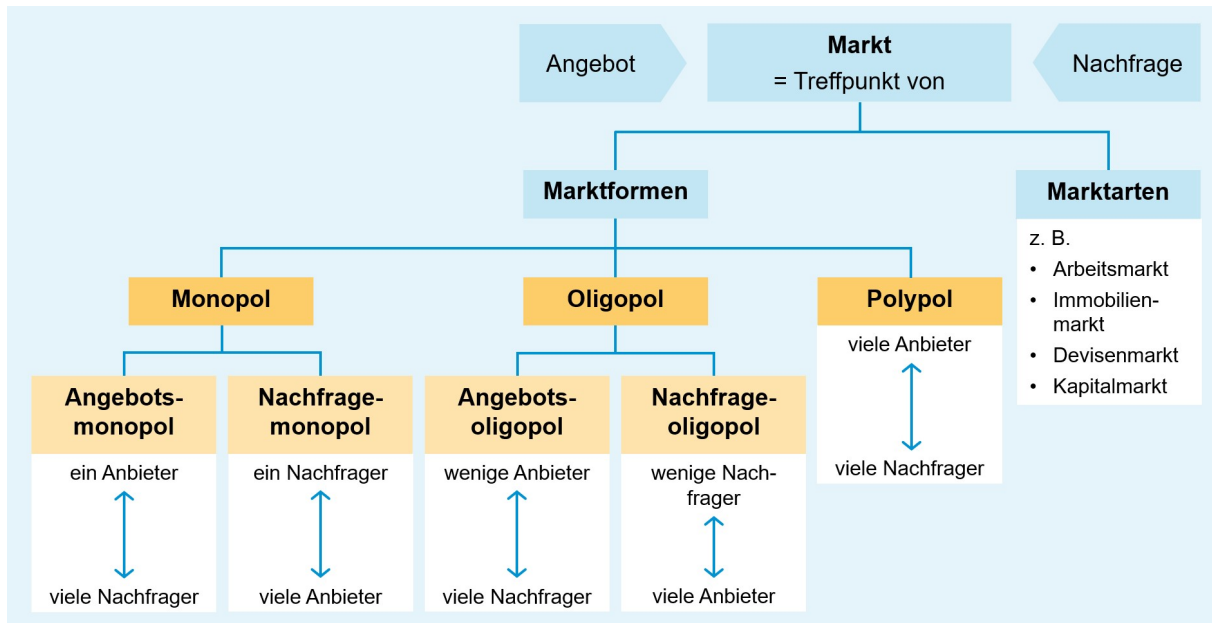 Angebot
Markt
= Treffpunkt von
Nachfrage
Marktformen
Marktarten
z. B.
• Arbeitsmarkt
• Immobilien-
markt
• Devisenmarkt
• Kapitalmarkt
Monopol
Oligopol
Polypol
viele Anbieter
viele Nachfrager
Angebots-
monopol
ein Anbieter
viele Nachfrager
Nachfrage-
monopol
ein Nachfrager
viele Anbieter
Angebots-
oligopol
wenige Anbieter
viele Nachfrager
Nachfrage-
oligopol
wenige Nach-
frager
viele Anbieter